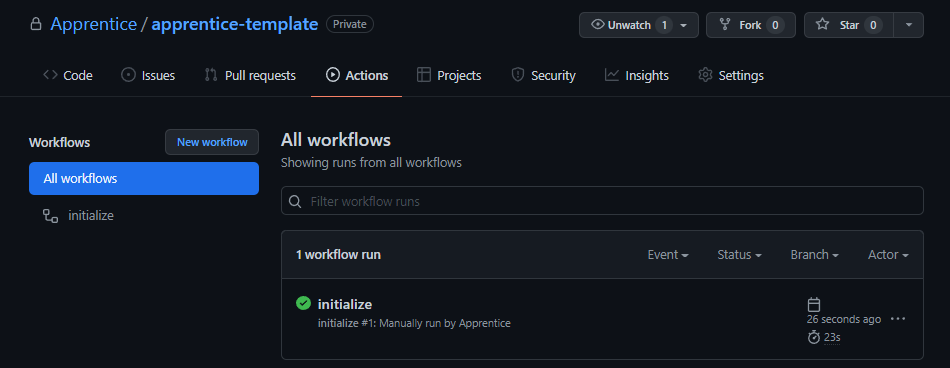 Apprentice / apprentice-template Private Unwatch 1 Fork 0 Star 0
Code Issues Pull requests Actions Projects Security Insights Settings
Workflows New workflow
All workflows
initialize
All workflows
Showing runs from all workflows
Filter workflow runs
1 workflow run Event Status Branch Actor
initialize
initialize #1: Manually run by Apprentice
26 seconds ago
23s